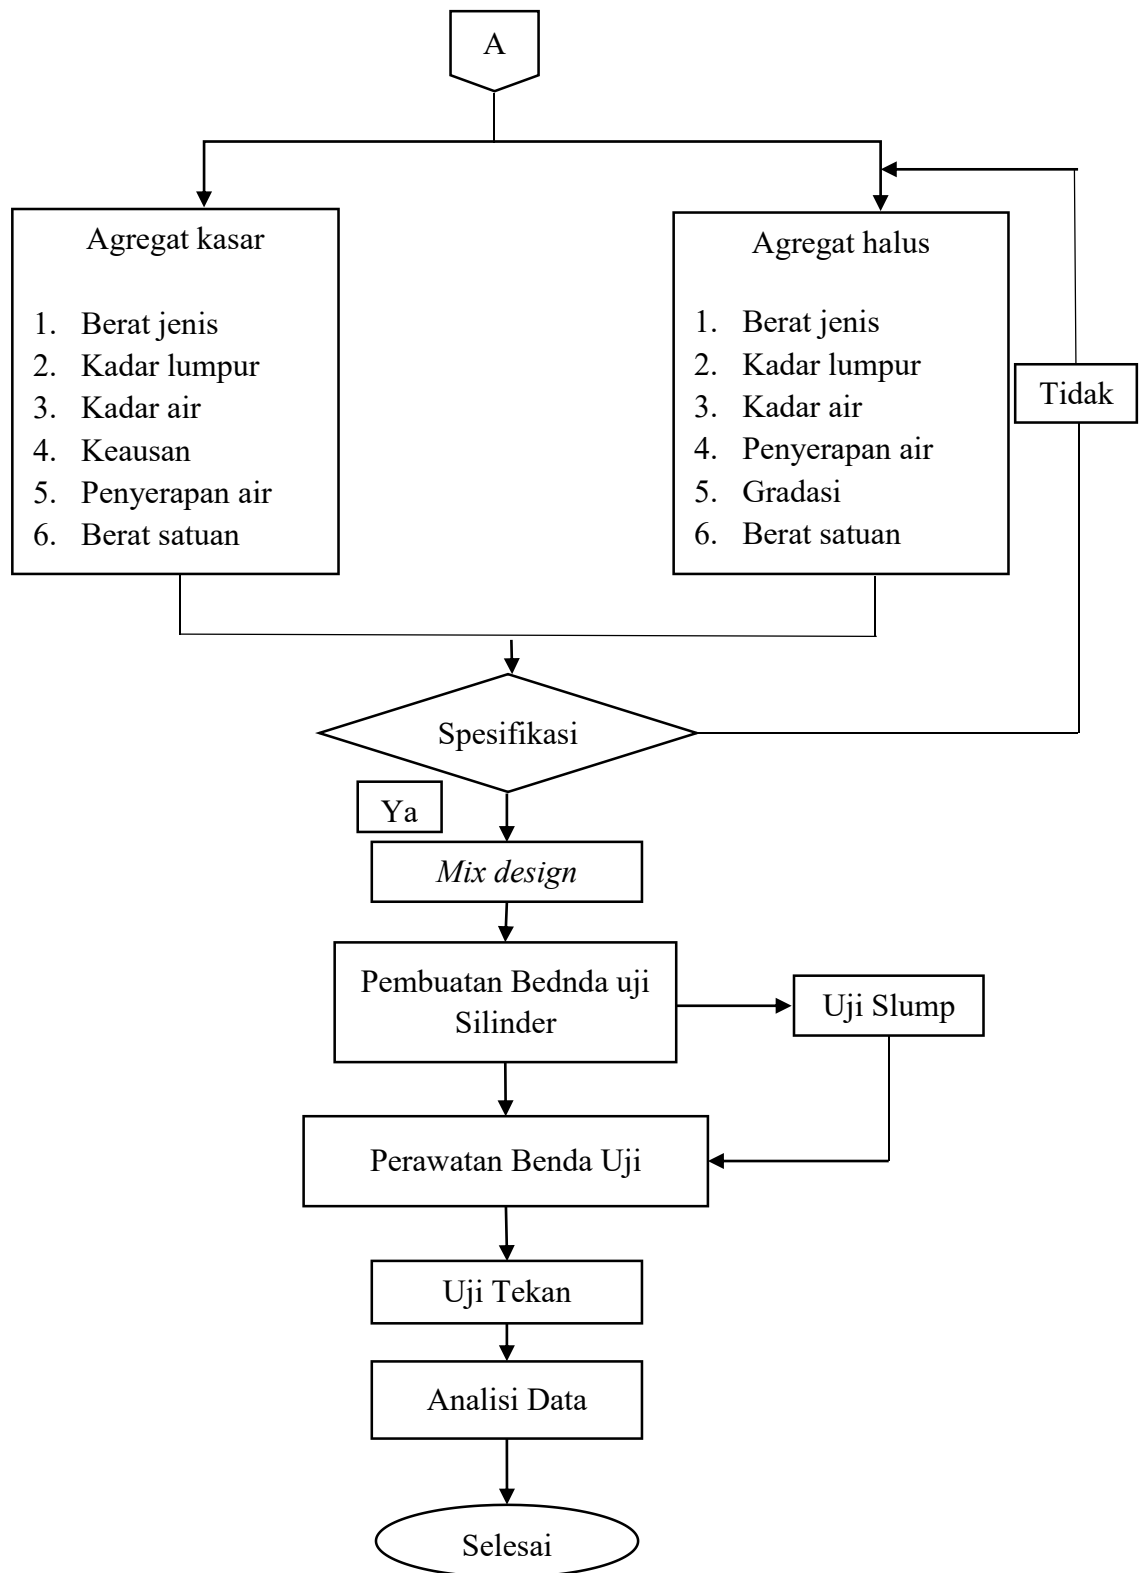 A
Agregat kasar
1. Berat jenis
2. Kadar lumpur
3. Kadar air
4. Keausan
5. Penyerapan air
6. Berat satuan
Agregat halus
1. Berat jenis
2. Kadar lumpur
3. Kadar air
4. Penyerapan air
5. Gradasi
6. Berat satuan
Tidak
Spesifikasi
Ya
Mix design
Pembuatan Bednda uji
Silinder
Uji Slump
Perawatan Benda Uji
Uji Tekan
Analisi Data
Selesai